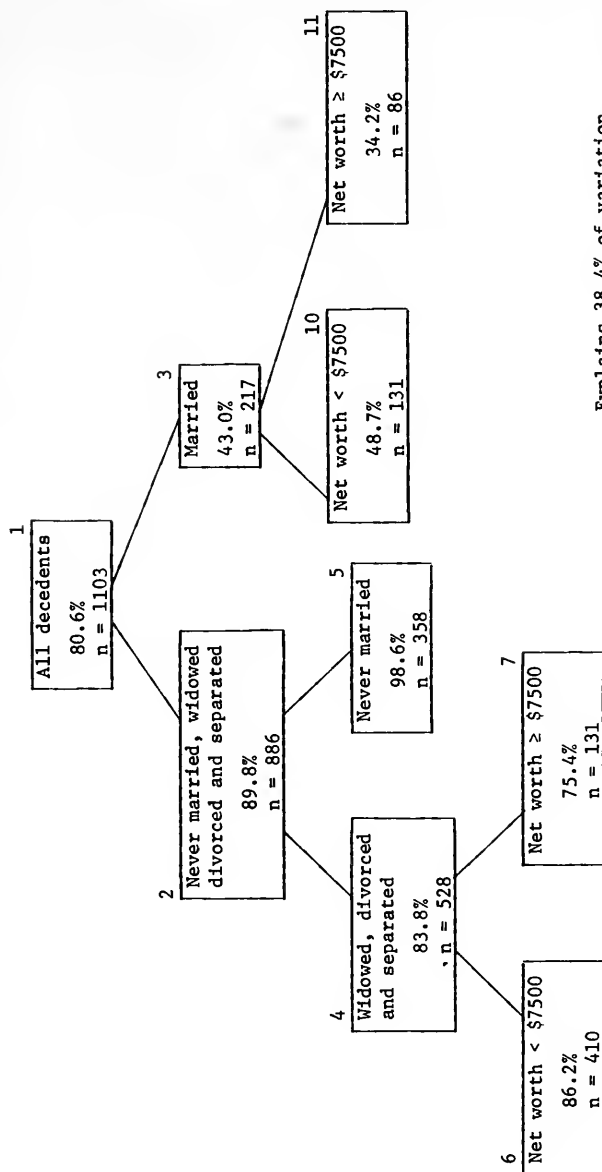 1
All decedents
80.6%
n = 1103
2
Never married, widowed
divorced and separated
89.8%
n = 886
3
Married
43.0%
n = 217
4
Widowed, divorced
and separated
83.8%
n = 528
5
Never married
98.6%
n = 358
10
Net worth < $7500
48.7%
n = 131
11
Net worth ≥ $7500
34.2%
n = 86
6
Net worth < $7500
86.2%
n = 410
7
Net worth ≥ $7500
75.4%
n = 131
38.4% of variation